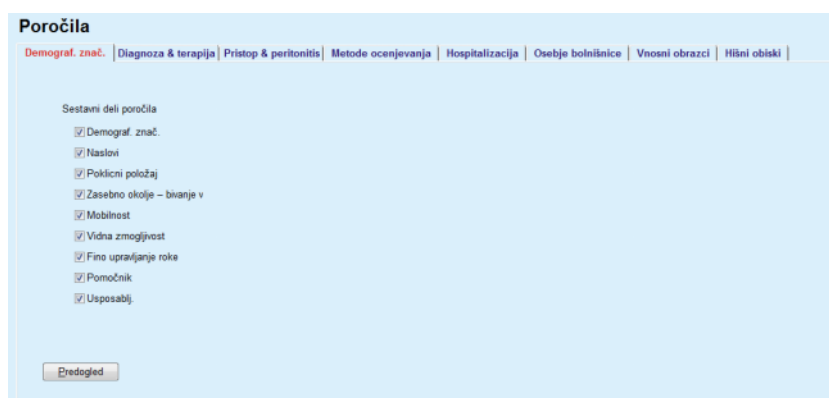 Poročila
Demograf. znač. Diagnoza & terapija Pristop & peritonitis Metode ocenjevanja Hospitalizacija Osebje bolnišnice Vnosni obrazci Hišni obiski
Sestavni deli poročila
Demograf. znač.
Naslovi
Poklicni položaj
Zasebno okolje – bivanje v
Mobilnost
Vidna zmogljivost
Fino upravljanje roke
Pomočnik
Usposablj.
Predogled